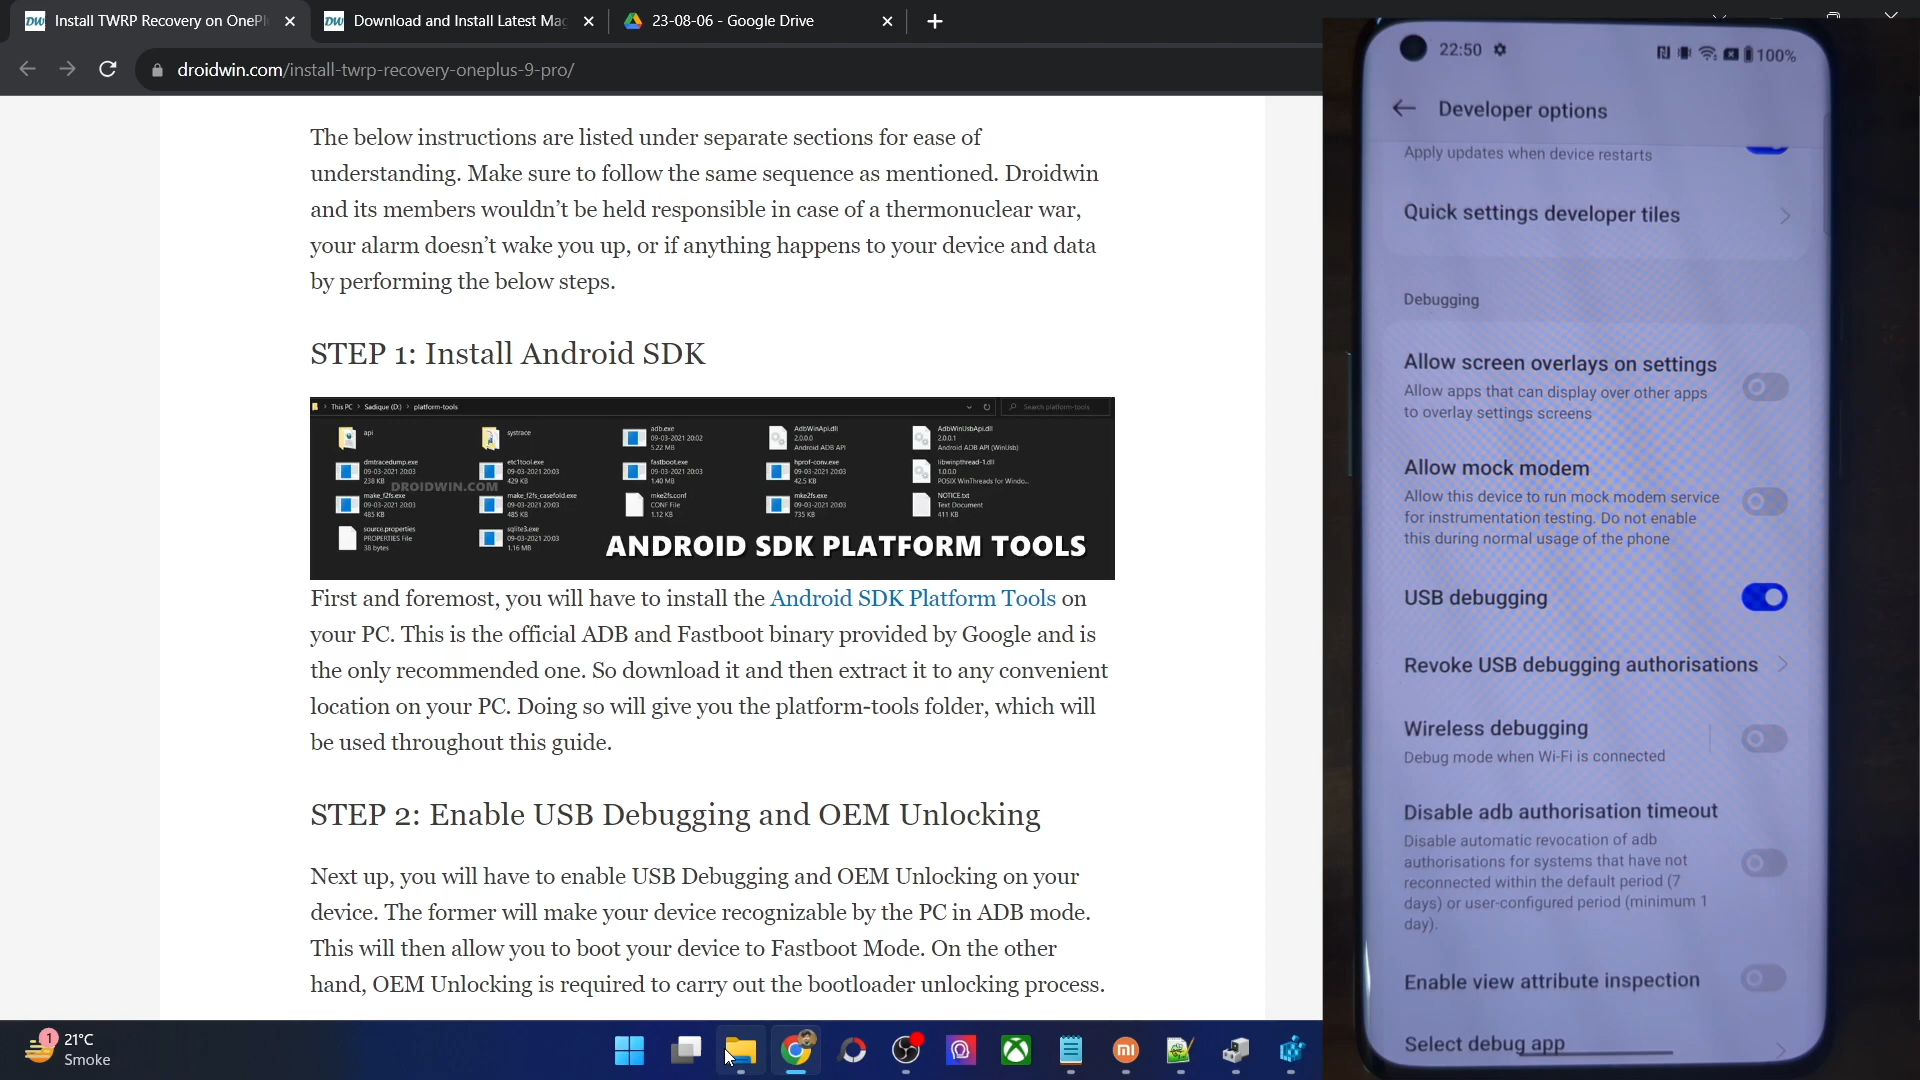 Install TWRP Recovery on OnePl
Download and Install Latest Mag
23-08-06 - Google Drive
droidwin.com/install-twrp-recovery-oneplus-9-pro/
The below instructions are listed under separate sections for ease of
understanding. Make sure to follow the same sequence as mentioned. Droidwin
and its members wouldn't be held responsible in case of a thermonuclear war,
your alarm doesn't wake you up, or if anything happens to your device and data
by performing the below steps.
STEP 1: Install Android SDK
This PC > Sadique (D:) > platform-tools
Search platform-tools
api
systrace
adb.exe
09-03-2021 20:02
5.22 MB
AdbWinApi.dll
2.0.0.0
Android ADB API
AdbWinUsbApi.dll
2.0.0.1
Android ADB API (WinUsb)
dmtracedump.exe
09-03-2021 20:03
238 KB
etc1tool.exe
09-03-2021 20:03
429 KB
fastboot.exe
09-03-2021 20:03
1.40 MB
hprof-conv.exe
09-03-2021 20:03
42.5 KB
libwinpthread-1.dll
1.0.0.0
POSIX WinThreads for Windo...
DROIDWIN.COM
make_f2fs.exe
09-03-2021 20:03
485 KB
make_f2fs_casefold.exe
09-03-2021 20:03
485 KB
mke2fs.conf
CONF File
1.12 KB
mke2fs.exe
09-03-2021 20:03
735 KB
NOTICE.txt
Text Document
411 KB
source.properties
PROPERTIES File
38 bytes
sqlite3.exe
09-03-2021 20:03
1.16 MB
ANDROID SDK PLATFORM TOOLS
First and foremost, you will have to install the Android SDK Platform Tools on
your PC. This is the official ADB and Fastboot binary provided by Google and is
the only recommended one. So download it and then extract it to any convenient
location on your PC. Doing so will give you the platform-tools folder, which will
be used throughout this guide.
STEP 2: Enable USB Debugging and OEM Unlocking
Next up, you will have to enable USB Debugging and OEM Unlocking on your
device. The former will make your device recognizable by the PC in ADB mode.
This will then allow you to boot your device to Fastboot Mode. On the other
hand, OEM Unlocking is required to carry out the bootloader unlocking process.
1
21°C
Smoke
22:50
100%
Developer options
Apply updates when device restarts
Quick settings developer tiles
Debugging
Allow screen overlays on settings
Allow apps that can display over other apps
to overlay settings screens
Allow mock modem
Allow this device to run mock modem service
for instrumentation testing. Do not enable
this during normal usage of the phone
USB debugging
Revoke USB debugging authorisations
Wireless debugging
Debug mode when Wi-Fi is connected
Disable adb authorisation timeout
Disable automatic revocation of adb
authorisations for systems that have not
reconnected within the default period (7
days) or user-configured period (minimum 1
day).
Enable view attribute inspection
Select debug app